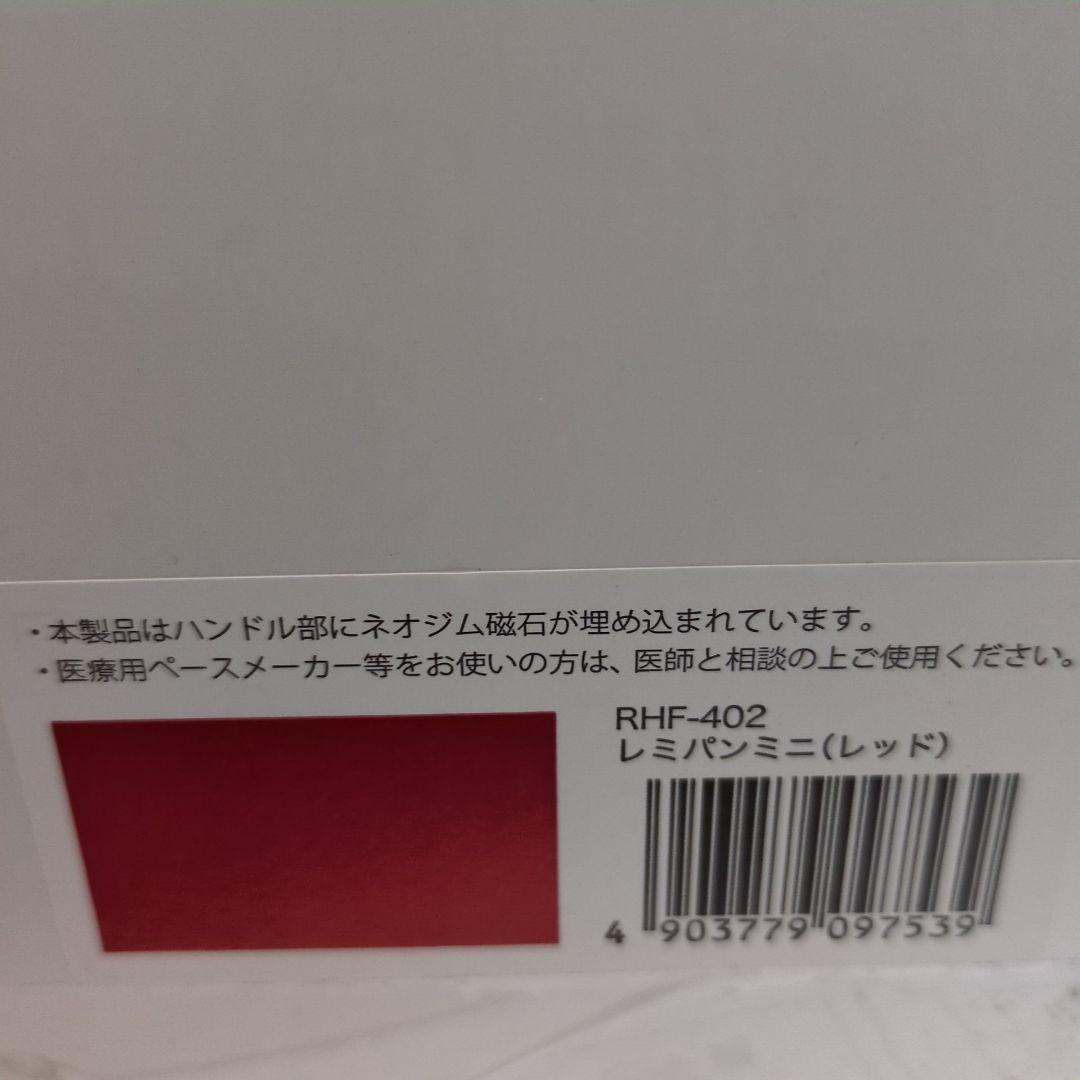 ・本製品はハンドル部にネオジム磁石が埋め込まれています。
・医療用ペースメーカー等をお使いの方は、医師と相談の上ご使用ください。
RHF-402
レミパンミニ(レッド)
4 903779 097539